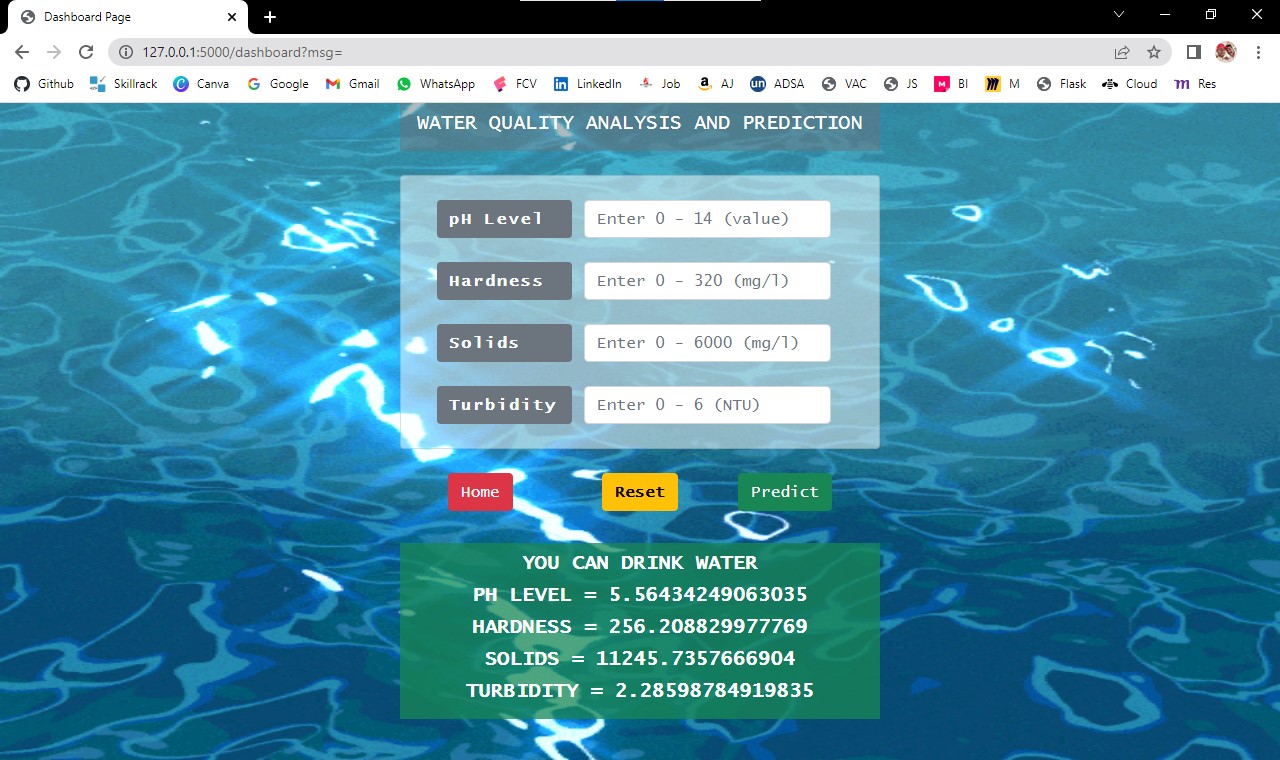 Dashboard Page
127.0.0.1:5000/dashboard?msg=
Github Skillrack Canva Google Gmail WhatsApp FCV LinkedIn Job AJ ADSA VAC JS BI M Flask Cloud Res
WATER QUALITY ANALYSIS AND PREDICTION
pH Level Enter 0 - 14 (value)
Hardness Enter 0 - 320 (mg/l)
Solids Enter 0 - 6000 (mg/l)
Turbidity Enter 0 - 6 (NTU)
Home Reset Predict
YOU CAN DRINK WATER
PH LEVEL = 5.56434249063035
HARDNESS = 256.208829977769
SOLIDS = 11245.7357666904
TURBIDITY = 2.28598784919835